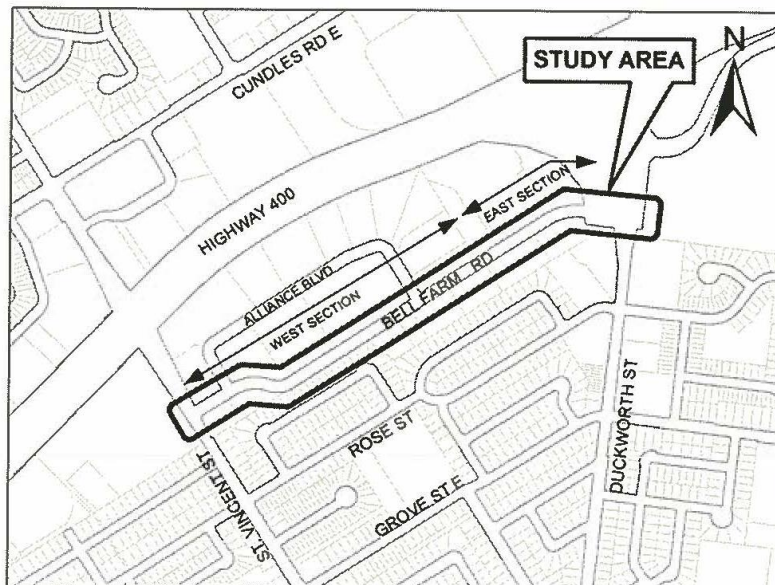 CUNDLES RD E
STUDY AREA
N
HIGHWAY 400
EAST SECTION
ALLIANCE BLVD
WEST SECTION
BELL FARM RD
ROSE ST
DUCKWORTH ST
ST. VINCENT ST
GROVE ST E